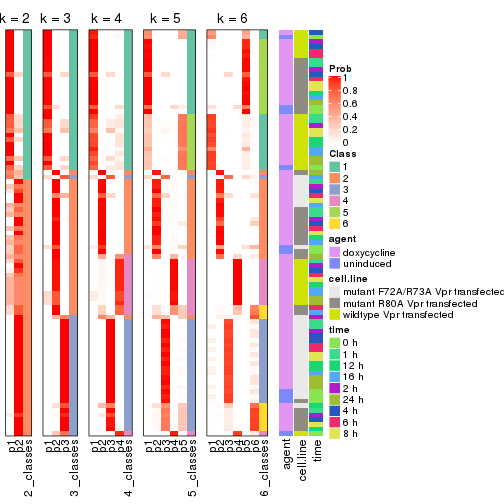 k = 2
k = 3
k = 4
k = 5
k = 6
p1
p2
2_classes
p1
p2
p3
3_classes
p1
p2
p3
p4
4_classes
p1
p2
p3
p4
p5
5_classes
p1
p2
p3
p4
p5
p6
6_classes
agent
cell.line
time
Prob
1
0.8
0.6
0.4
0.2
0
Class
1
2
3
4
5
6
agent
doxycycline
uninduced
cell.line
mutant F72A/R73A Vpr transfected
mutant R80A Vpr transfected
wildtype Vpr transfected
time
0 h
1 h
12 h
16 h
2 h
24 h
4 h
6 h
8 h